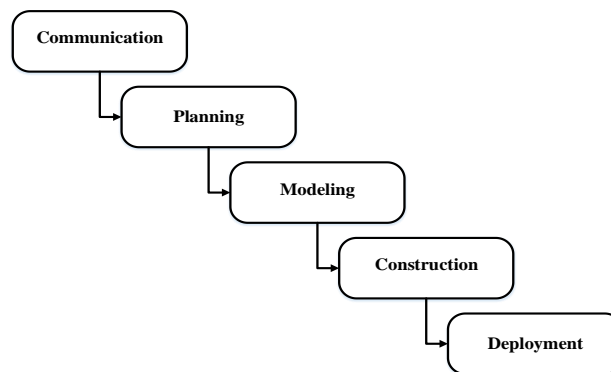 Communication
Planning
Modeling
Construction
Deployment